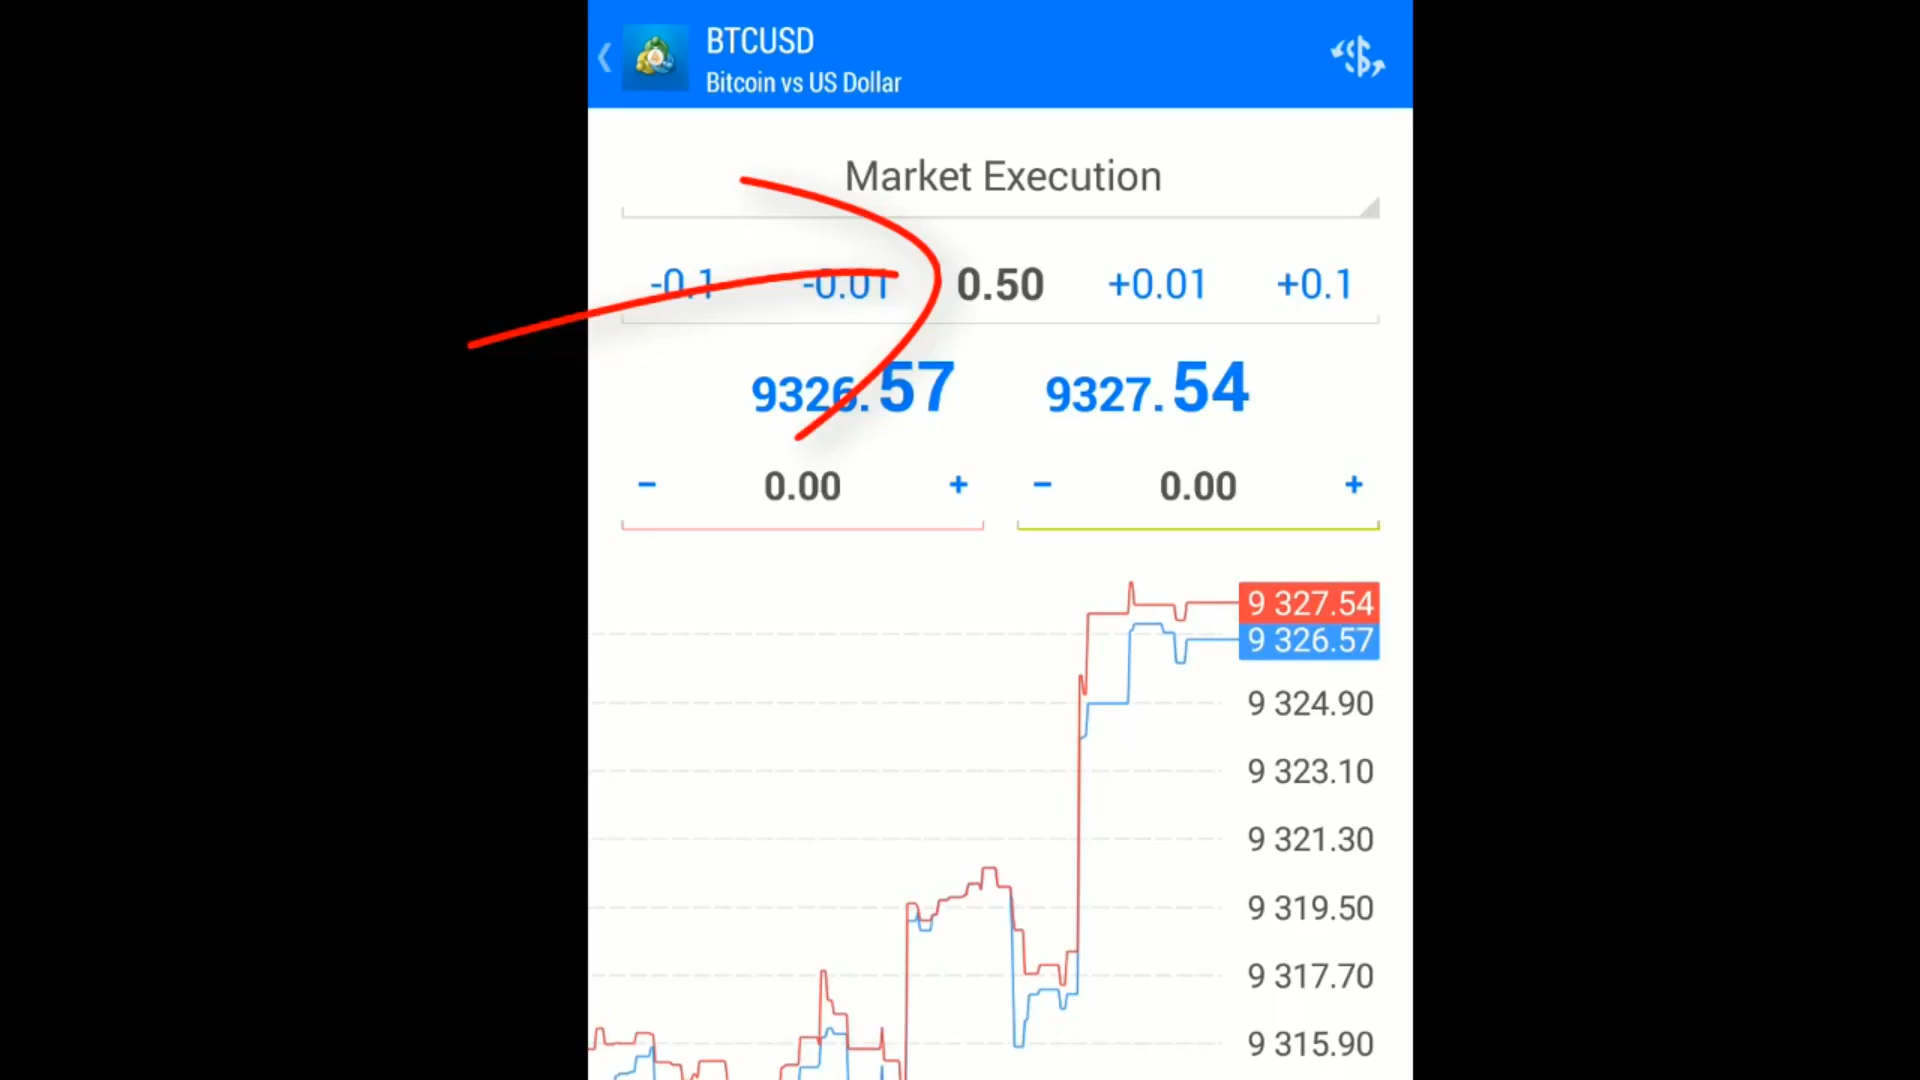 BTCUSD
Bitcoin vs US Dollar
Market Execution
-0.1 -0.01 0.50 +0.01 +0.1
9326.57 9327.54
− 0.00 + − 0.00 +
9 327.54
9 326.57
9 324.90
9 323.10
9 321.30
9 319.50
9 317.70
9 315.90